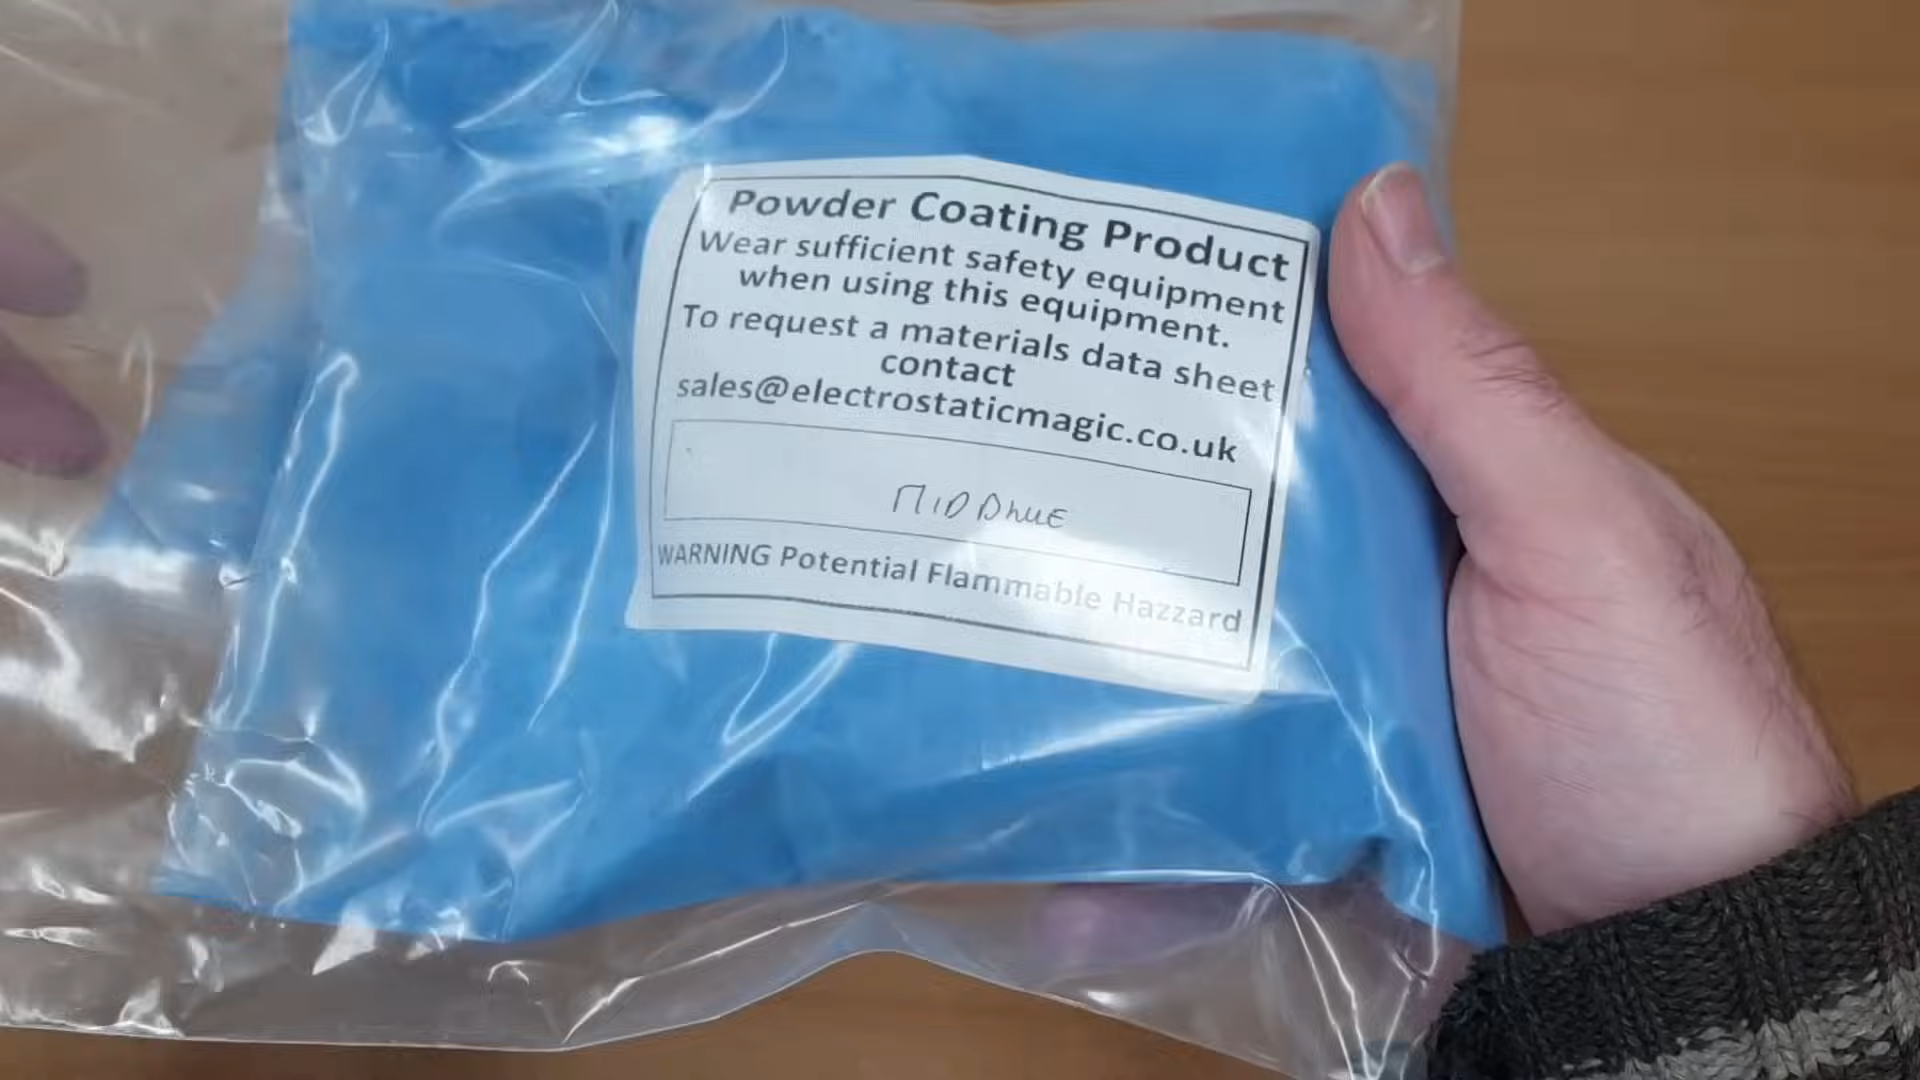 Powder Coating Product
Wear sufficient safety equipment
when using this equipment.
To request a materials data sheet
contact
sales@electrostaticmagic.co.uk
MID
WARNING Potential Flammable Hazzard